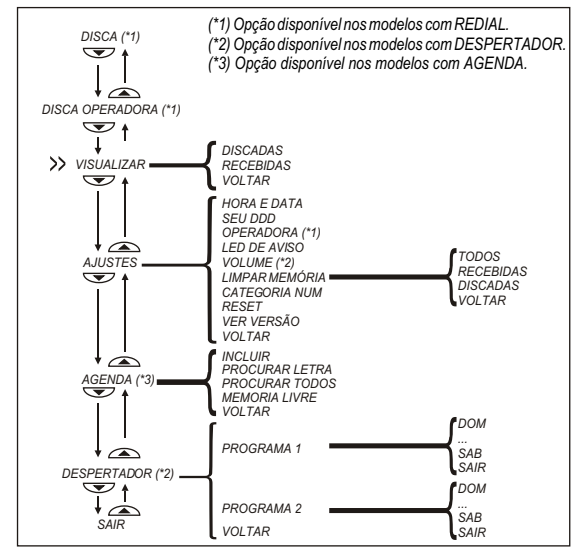 (*1) Opção disponível nos modelos com REDIAL.
(*2) Opção disponível nos modelos com DESPERTADOR.
(*3) Opção disponível nos modelos com AGENDA.
DISCA (*1)
DISCA OPERADORA (*1)
>> VISUALIZAR
DISCADAS
RECEBIDAS
VOLTAR
AJUSTES
HORA E DATA
SEU DDD
OPERADORA (*1)
LED DE AVISO
VOLUME (*2)
LIMPAR MEMÓRIA
CATEGORIA NUM
RESET
VER VERSÃO
VOLTAR
TODOS
RECEBIDAS
DISCADAS
VOLTAR
AGENDA (*3)
INCLUIR
PROCURAR LETRA
PROCURAR TODOS
MEMORIA LIVRE
VOLTAR
DESPERTADOR (*2)
PROGRAMA 1
DOM
...
SAB
SAIR
PROGRAMA 2
DOM
...
SAB
SAIR
VOLTAR
SAIR